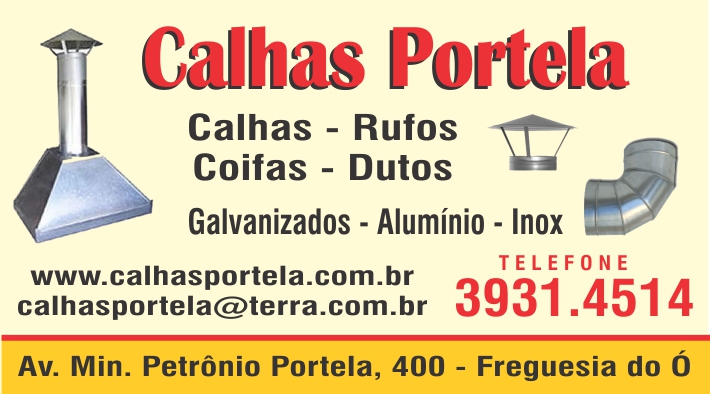 Calhas Portela
Calhas - Rufos
Coifas - Dutos
Galvanizados - Alumínio - Inox
www.calhasportela.com.br
calhasportela@terra.com.br
TELEFONE
3931.4514
Av. Min. Petrônio Portela, 400 - Freguesia do Ó